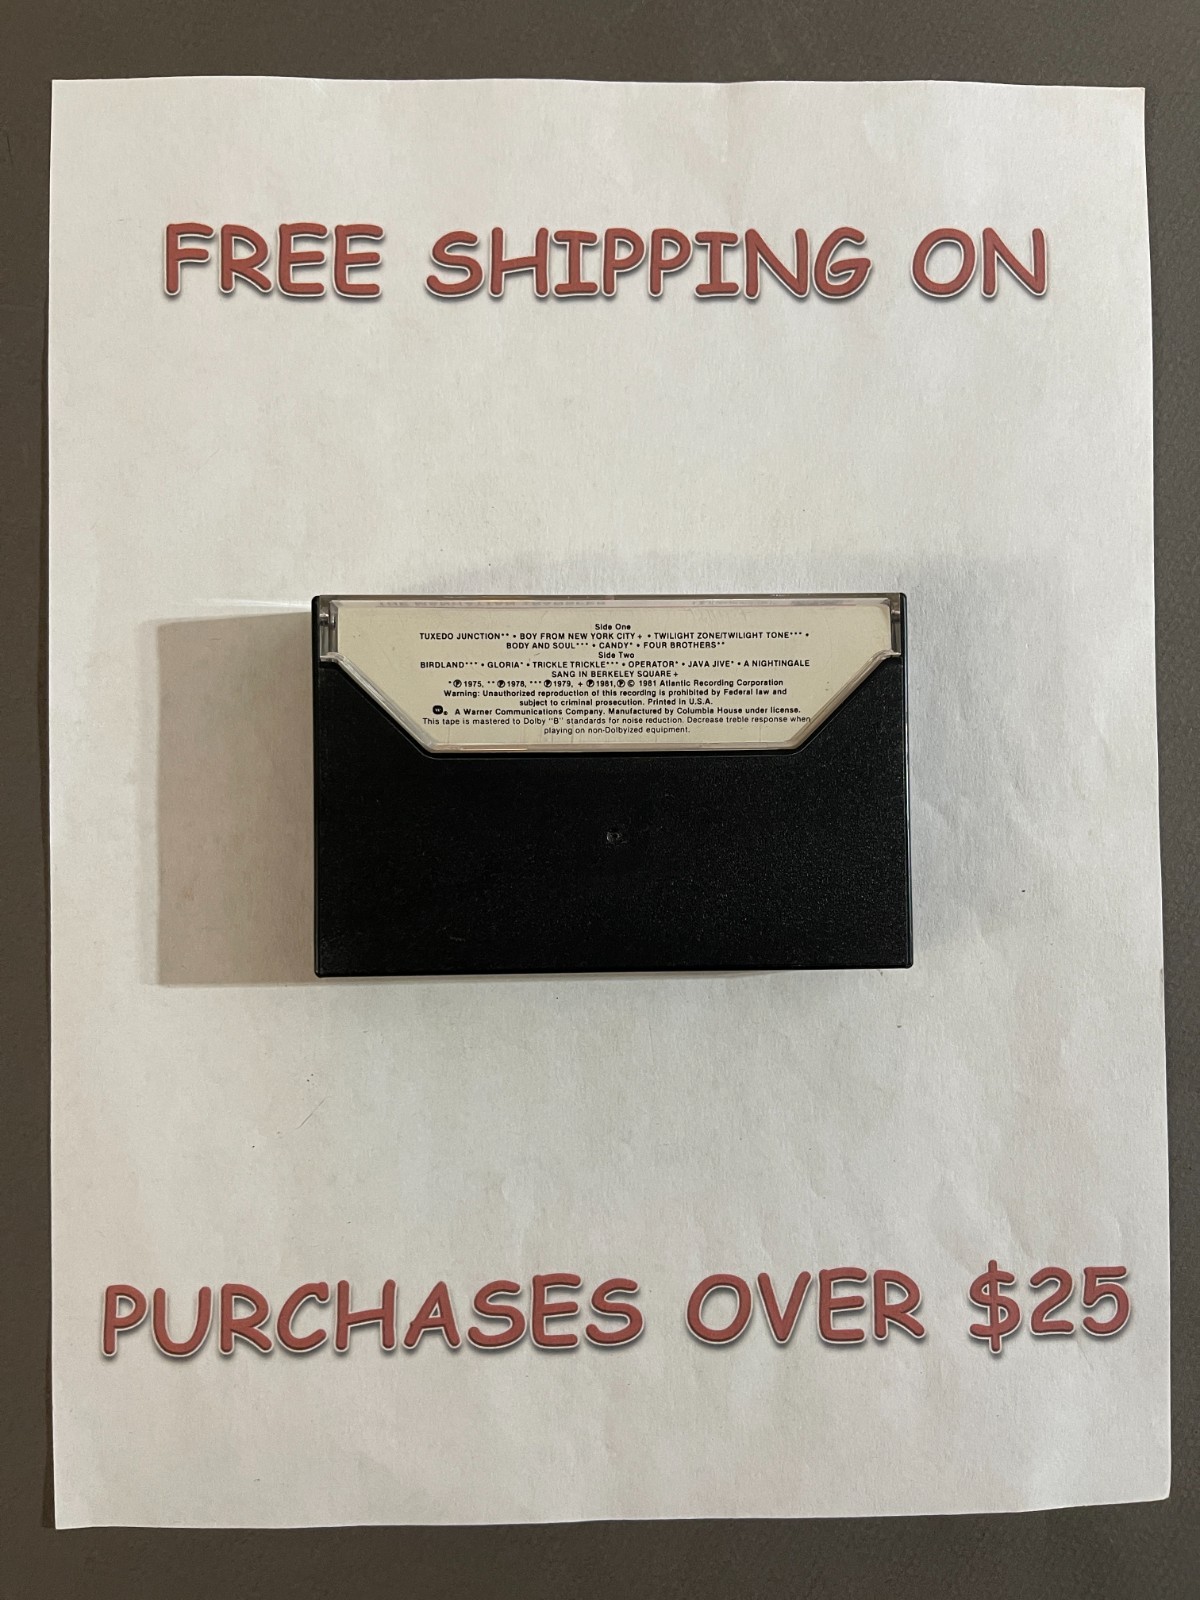 FREE SHIPPING ON
Side One
TUXEDO JUNCTION** • BOY FROM NEW YORK CITY+ • TWILIGHT ZONE/TWILIGHT TONE*** •
BODY AND SOUL*** • CANDY* • FOUR BROTHERS**
Side Two
BIRDLAND*** • GLORIA* • TRICKLE TRICKLE*** • OPERATOR* • JAVA JIVE* • A NIGHTINGALE
SANG IN BERKELEY SQUARE+
*℗1975, **℗1978, ***℗1979, +℗1981,℗© 1981 Atlantic Recording Corporation
Warning: Unauthorized reproduction of this recording is prohibited by Federal law and
subject to criminal prosecution. Printed in U.S.A.
®. A Warner Communications Company. Manufactured by Columbia House under license.
This tape is mastered to Dolby "B" standards for noise reduction. Decrease treble response when
playing on non-Dolbyized equipment.
PURCHASES OVER $25